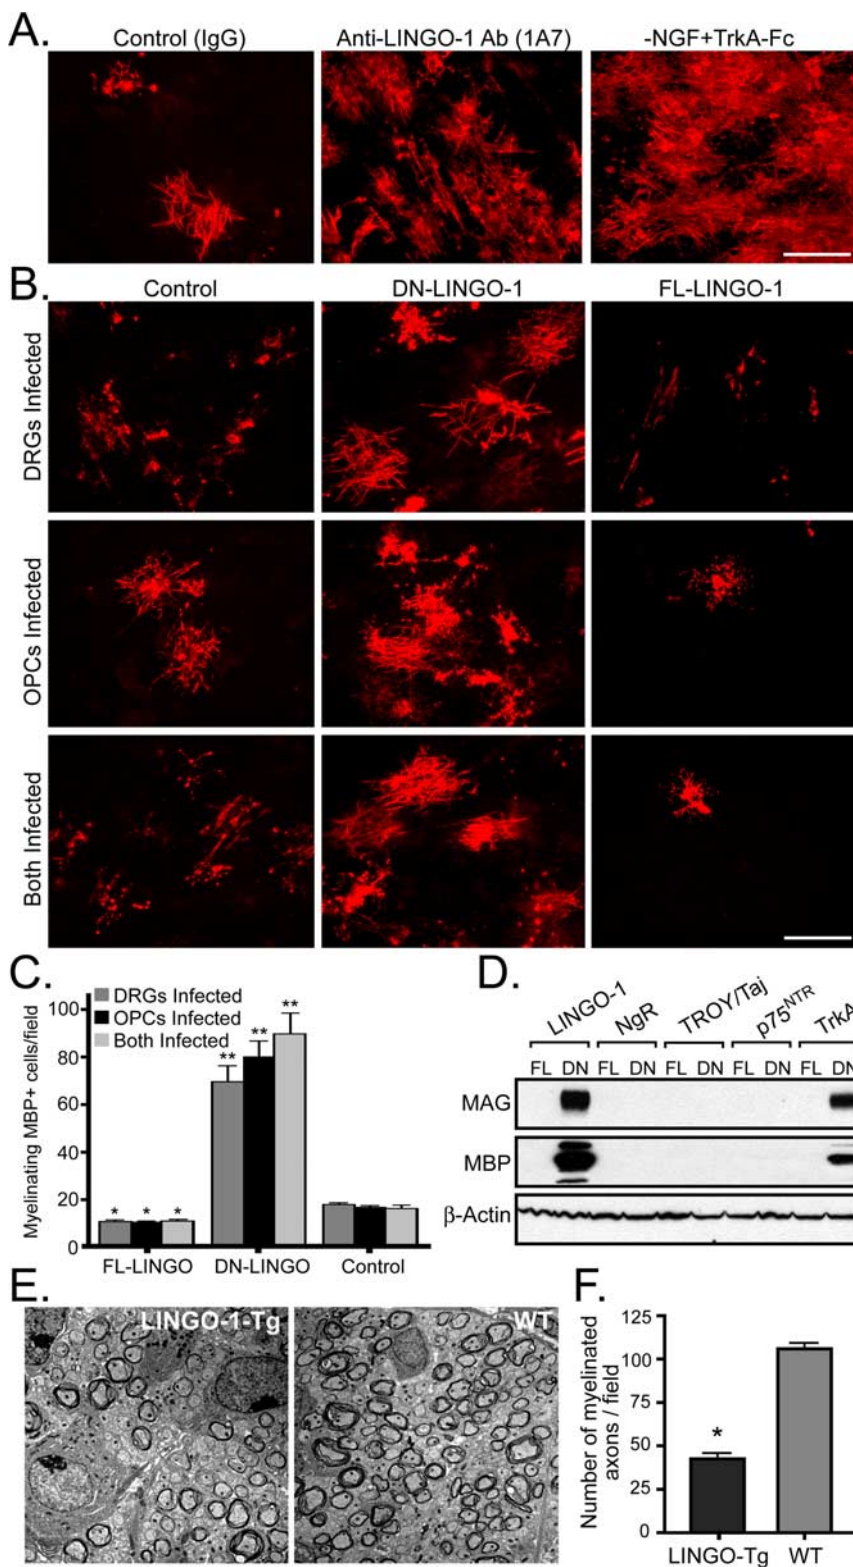 A.
Control (IgG) Anti-LINGO-1 Ab (1A7) -NGF+TrkA-Fc
B.
Control DN-LINGO-1 FL-LINGO-1
DRGs Infected
OPCs Infected
Both Infected
C.
Myelinating MBP+ cells/field
100
80
60
40
20
0
DRGs Infected
OPCs Infected
Both Infected
* * *
** ** **
FL-LINGO DN-LINGO Control
D.
LINGO-1 NgR TROY/Taj p75NTR TrkA
FL DN FL DN FL DN FL DN FL DN
MAG
MBP
β-Actin
E.
LINGO-1-Tg WT
F.
Number of myelinated
axons / field
125
100
75
50
25
0
*
LINGO-Tg WT